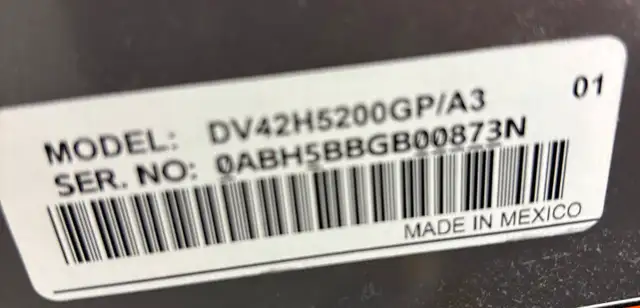 MODEL: DV42H5200GP/A3 01
SER. NO: 0ABH5BBGB00873N
MADE IN MEXICO